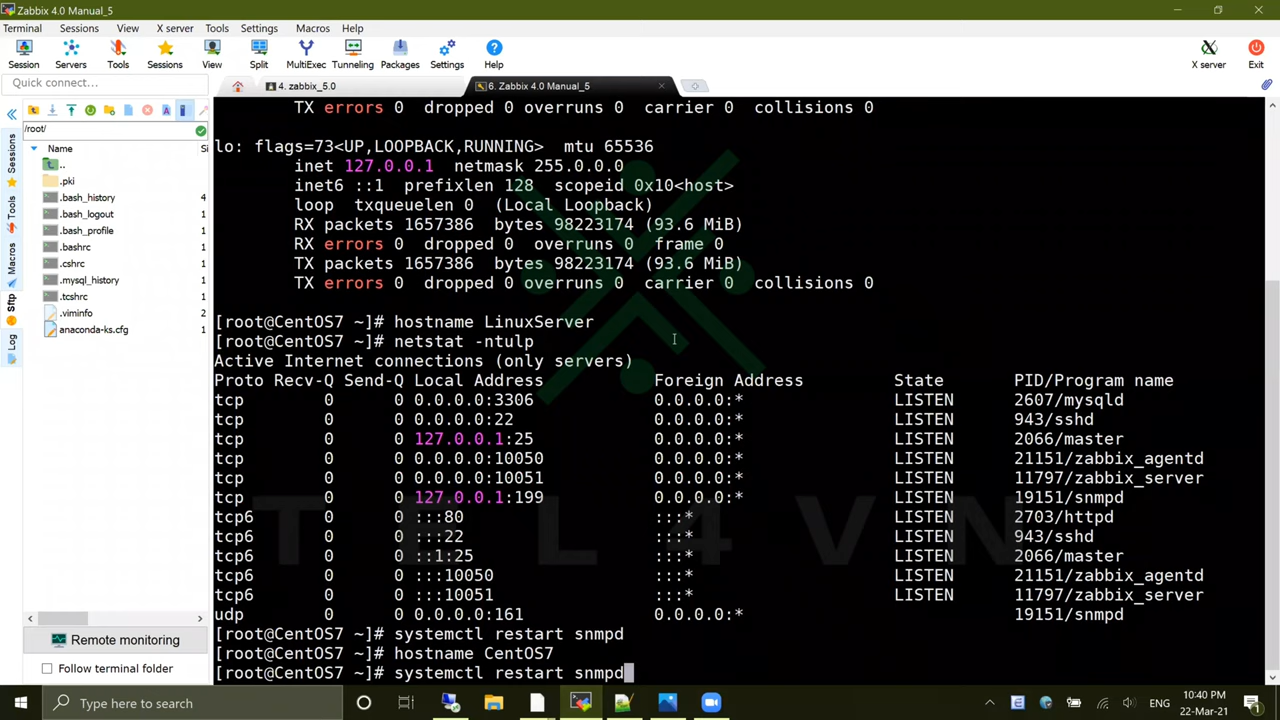 Zabbix 4.0 Manual_5
Terminal Sessions View X server Tools Settings Macros Help
Session Servers Tools Sessions View Split MultiExec Tunneling Packages Settings Help X server Exit
Quick connect...
4. zabbix_5.0
6. Zabbix 4.0 Manual_5
/root/
Name Si
..
.pki
.bash_history 4
.bash_logout 1
.bash_profile 1
.bashrc 1
.cshrc 1
.mysql_history 1
.tcshrc 1
.viminfo 2
anaconda-ks.cfg 1
Sessions
Tools
Macros
Sftp
Log
Remote monitoring
Follow terminal folder
TX errors 0 dropped 0 overruns 0 carrier 0 collisions 0
lo: flags=73<UP,LOOPBACK,RUNNING> mtu 65536
inet 127.0.0.1 netmask 255.0.0.0
inet6 ::1 prefixlen 128 scopeid 0x10<host>
loop txqueuelen 0 (Local Loopback)
RX packets 1657386 bytes 98223174 (93.6 MiB)
RX errors 0 dropped 0 overruns 0 frame 0
TX packets 1657386 bytes 98223174 (93.6 MiB)
TX errors 0 dropped 0 overruns 0 carrier 0 collisions 0
[root@CentOS7 ~]# hostname LinuxServer
[root@CentOS7 ~]# netstat -ntulp
Active Internet connections (only servers)
Proto Recv-Q Send-Q Local Address Foreign Address State PID/Program name
tcp 0 0 0.0.0.0:3306 0.0.0.0:* LISTEN 2607/mysqld
tcp 0 0 0.0.0.0:22 0.0.0.0:* LISTEN 943/sshd
tcp 0 0 127.0.0.1:25 0.0.0.0:* LISTEN 2066/master
tcp 0 0 0.0.0.0:10050 0.0.0.0:* LISTEN 21151/zabbix_agentd
tcp 0 0 0.0.0.0:10051 0.0.0.0:* LISTEN 11797/zabbix_server
tcp 0 0 127.0.0.1:199 0.0.0.0:* LISTEN 19151/snmpd
tcp6 0 0 :::80 :::* LISTEN 2703/httpd
tcp6 0 0 :::22 :::* LISTEN 943/sshd
tcp6 0 0 ::1:25 :::* LISTEN 2066/master
tcp6 0 0 :::10050 :::* LISTEN 21151/zabbix_agentd
tcp6 0 0 :::10051 :::* LISTEN 11797/zabbix_server
udp 0 0 0.0.0.0:161 0.0.0.0:* 19151/snmpd
[root@CentOS7 ~]# systemctl restart snmpd
[root@CentOS7 ~]# hostname CentOS7
[root@CentOS7 ~]# systemctl restart snmpd
TEL4VN
Type here to search
ENG
10:40 PM
22-Mar-21
1